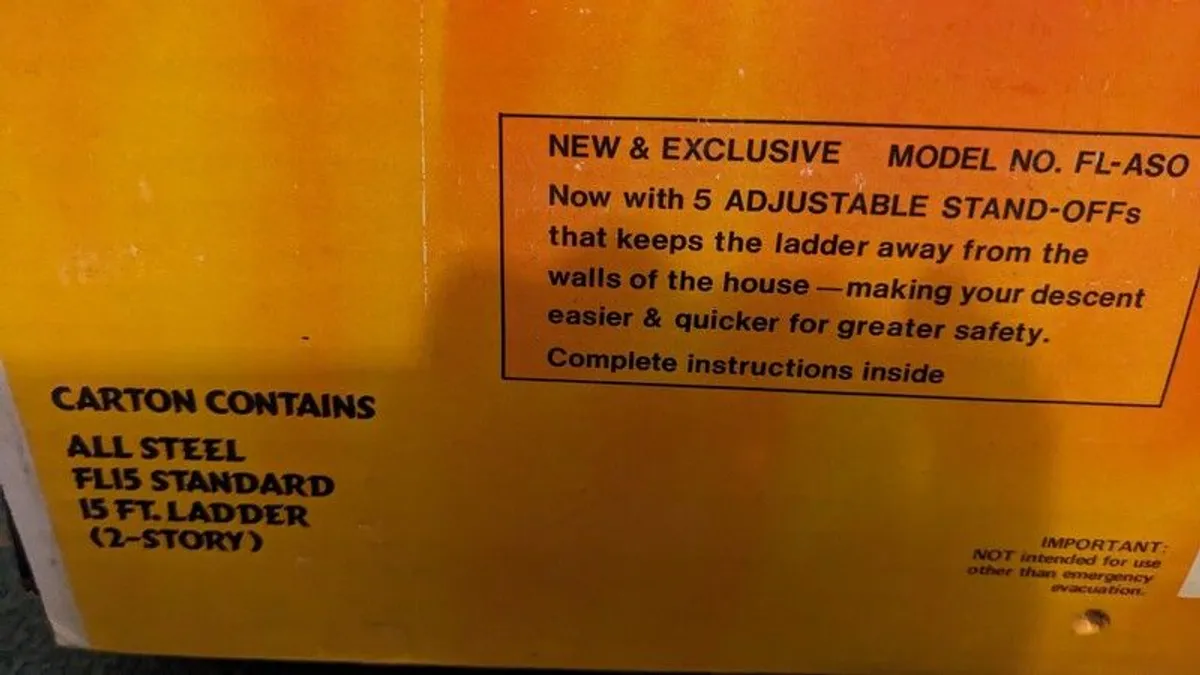 NEW & EXCLUSIVE MODEL NO. FL-ASO
Now with 5 ADJUSTABLE STAND-OFFs
that keeps the ladder away from the
walls of the house — making your descent
easier & quicker for greater safety.
Complete instructions inside
CARTON CONTAINS
ALL STEEL
FL15 STANDARD
15 FT. LADDER
(2-STORY)
IMPORTANT:
NOT intended for use
other than emergency
evacuation.